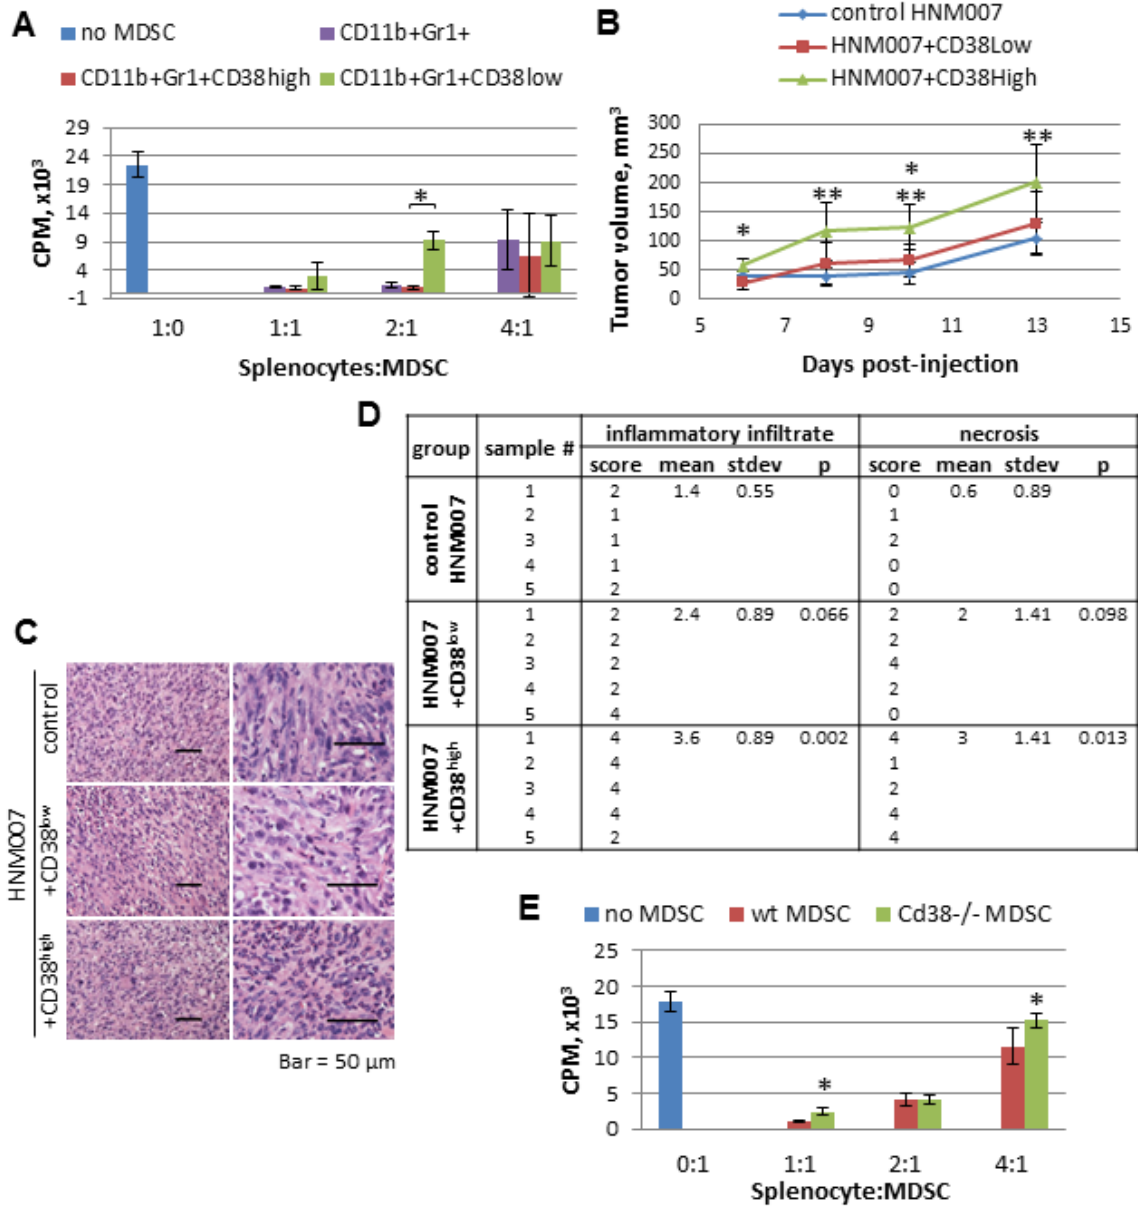 A
no MDSC
CD11b+Gr1+
CD11b+Gr1+CD38high
CD11b+Gr1+CD38low
CPM, x10³
29
24
19
14
9
4
-1
*
1:0
1:1
2:1
4:1
Splenocytes:MDSC
B
control HNM007
HNM007+CD38Low
HNM007+CD38High
Tumor volume, mm³
300
250
200
150
100
50
0
*
**
*
**
**
5
7
9
11
13
15
Days post-injection
C
HNM007
control
+CD38low
+CD38high
Bar = 50 µm
D
group sample # inflammatory infiltrate necrosis
score mean stdev p score mean stdev p
control HNM007
1 2 1.4 0.55 0 0.6 0.89
2 1 1
3 1 2
4 1 0
5 2 0
HNM007 +CD38low
1 2 2.4 0.89 0.066 2 2 1.41 0.098
2 2 2
3 2 4
4 2 2
5 4 0
HNM007 +CD38high
1 4 3.6 0.89 0.002 4 3 1.41 0.013
2 4 1
3 4 2
4 4 4
5 2 4
E
no MDSC
wt MDSC
Cd38-/- MDSC
CPM, x10³
25
20
15
10
5
0
*
*
0:1
1:1
2:1
4:1
Splenocyte:MDSC